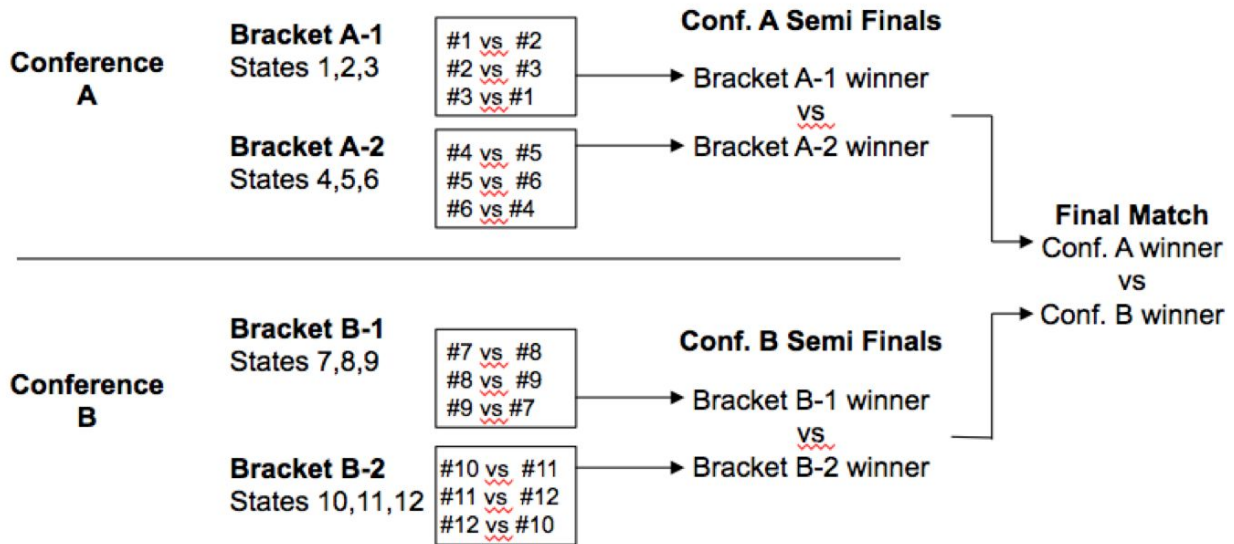 Conference
A
Bracket A-1
States 1,2,3
#1 vs #2
#2 vs #3
#3 vs #1
Bracket A-2
States 4,5,6
#4 vs #5
#5 vs #6
#6 vs #4
Conf. A Semi Finals
Bracket A-1 winner
vs
Bracket A-2 winner
Conference
B
Bracket B-1
States 7,8,9
#7 vs #8
#8 vs #9
#9 vs #7
Bracket B-2
States 10,11,12
#10 vs #11
#11 vs #12
#12 vs #10
Conf. B Semi Finals
Bracket B-1 winner
vs
Bracket B-2 winner
Final Match
Conf. A winner
vs
Conf. B winner